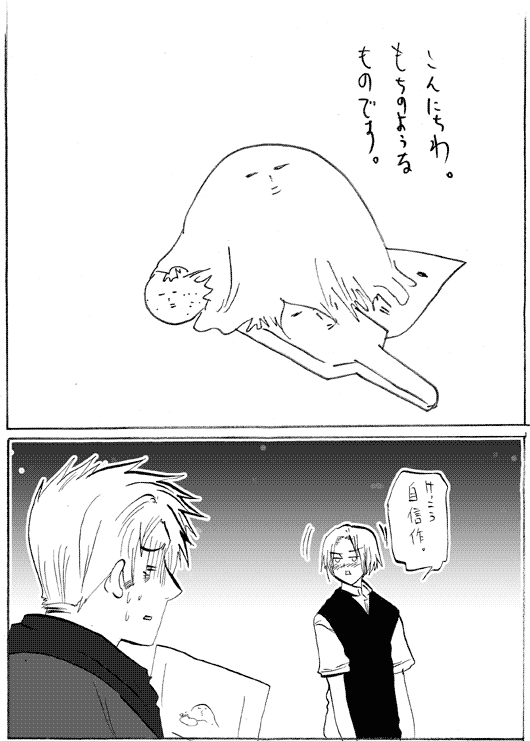 こんにちわ。
もちのような
ものです。
けっこう
自信作。